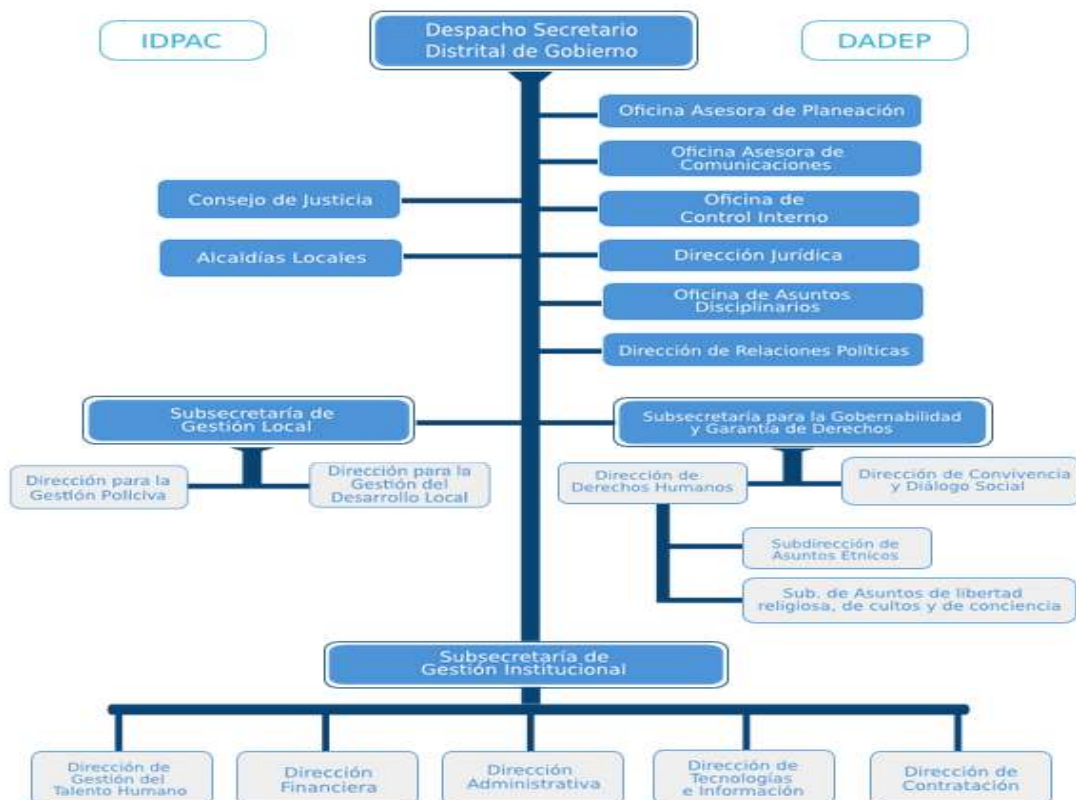 IDPAC
Despacho Secretario
Distrital de Gobierno
DADEP
Oficina Asesora de Planeación
Oficina Asesora de
Comunicaciones
Consejo de Justicia
Oficina de
Control Interno
Alcaldías Locales
Dirección Jurídica
Oficina de Asuntos
Disciplinarios
Dirección de Relaciones Políticas
Subsecretaría de
Gestión Local
Subsecretaría para la Gobernabilidad
y Garantía de Derechos
Dirección para la
Gestión Policiva
Dirección para la
Gestión del
Desarrollo Local
Dirección de
Derechos Humanos
Dirección de Convivencia
y Diálogo Social
Subdirección de
Asuntos Étnicos
Sub. de Asuntos de libertad
religiosa, de cultos y de conciencia
Subsecretaría de
Gestión Institucional
Dirección de
Gestión del
Talento Humano
Dirección
Financiera
Dirección
Administrativa
Dirección de
Tecnologías
e Información
Dirección de
Contratación